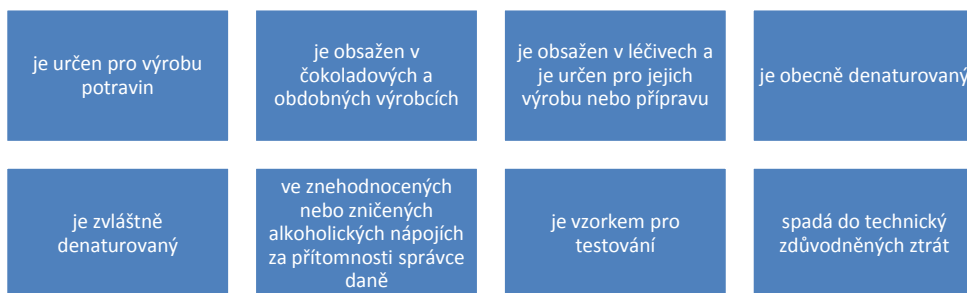 je určen pro výrobu
potravin
je obsažen v
čokoladových a
obdobných výrobcích
je obsažen v léčivech a
je určen pro jejich
výrobu nebo přípravu
je obecně denaturovaný
je zvláštně
denaturovaný
ve znehodnocených
nebo zničených
alkoholických nápojích
za přítomnosti správce
daně
je vzorkem pro
testování
spadá do technický
zdůvodněných ztrát